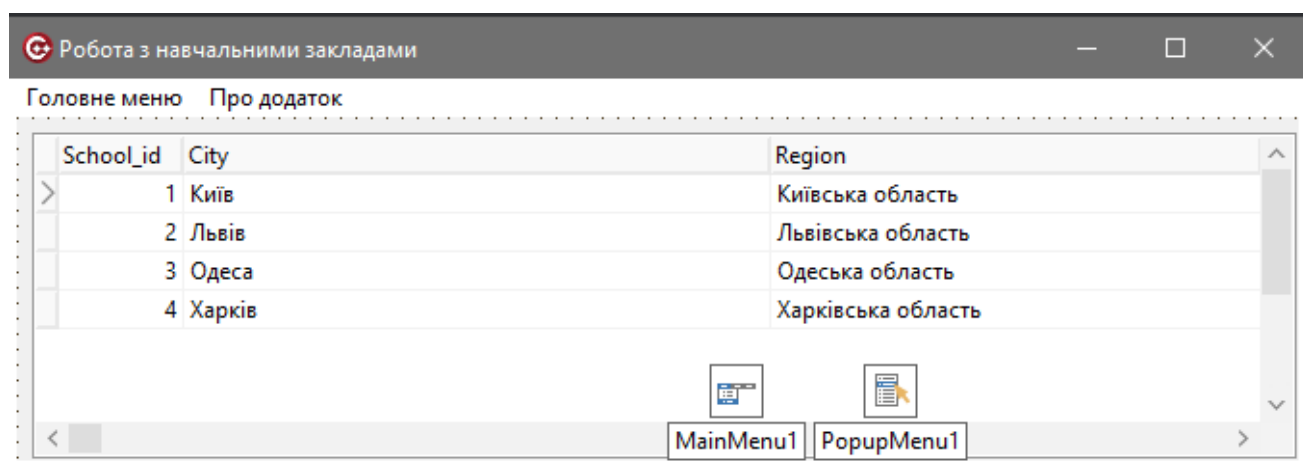 Робота з навчальними закладами
Головне меню Про додаток
School_id City Region
1 Київ Київська область
2 Львів Львівська область
3 Одеса Одеська область
4 Харків Харківська область
MainMenu1 PopupMenu1